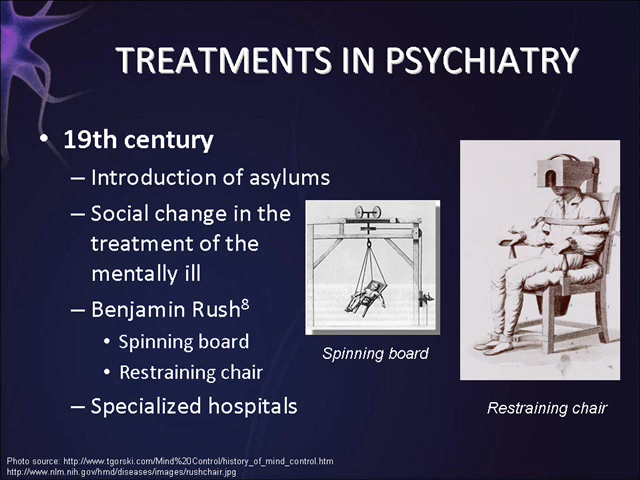 TREATMENTS IN PSYCHIATRY
• 19th century
– Introduction of asylums
– Social change in the
treatment of the
mentally ill
– Benjamin Rush8
• Spinning board
• Restraining chair
– Specialized hospitals
Spinning board
Restraining chair
Photo source: http://www.tgorski.com/Mind%20Control/history_of_mind_control.htm
http://www.nlm.nih.gov/hmd/diseases/images/rushchair.jpg